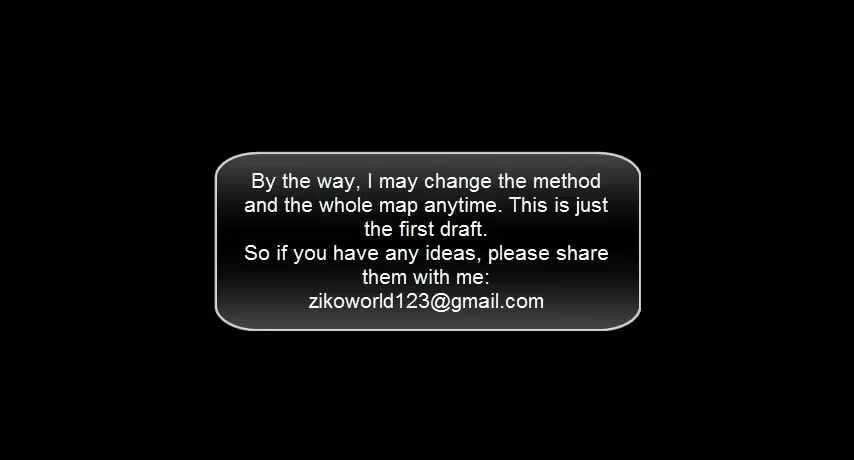 By the way, I may change the method
and the whole map anytime. This is just
the first draft.
So if you have any ideas, please share
them with me:
zikoworld123@gmail.com